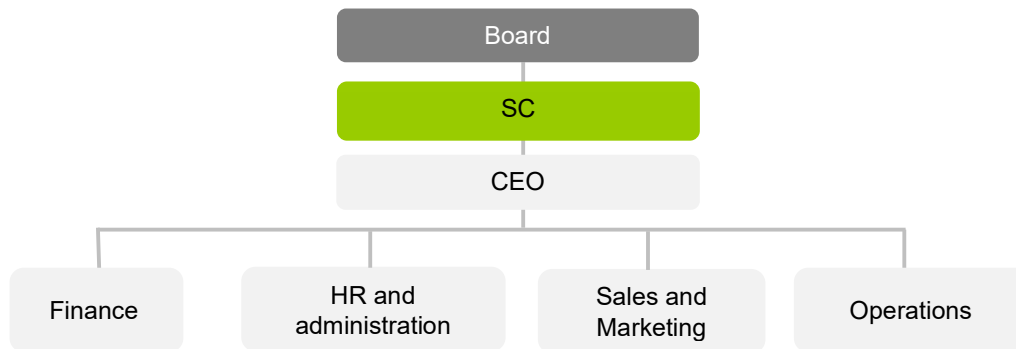 Board
SC
CEO
Finance
HR and
administration
Sales and
Marketing
Operations